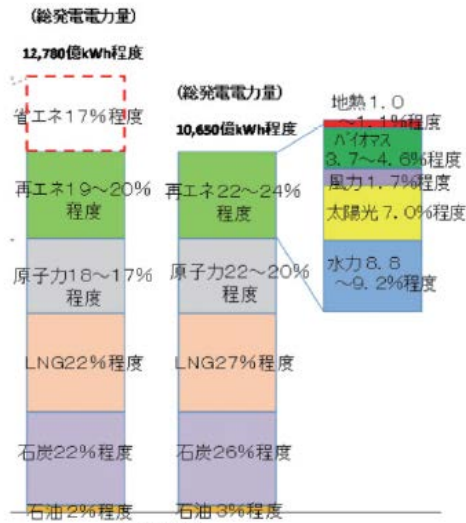 (総発電電力量)
12,780億kWh程度
省エネ17%程度
再エネ19～20%
程度
原子力18～17%
程度
LNG22%程度
石炭22%程度
石油2%程度
(総発電電力量)
10,650億kWh程度
再エネ22～24%
程度
原子力22～20%
程度
LNG27%程度
石炭26%程度
石油3%程度
地熱1.0
～1.1%程度
バイオマス
3.7～4.6%程度
風力1.7%程度
太陽光7.0%程度
水力8.8
～9.2%程度